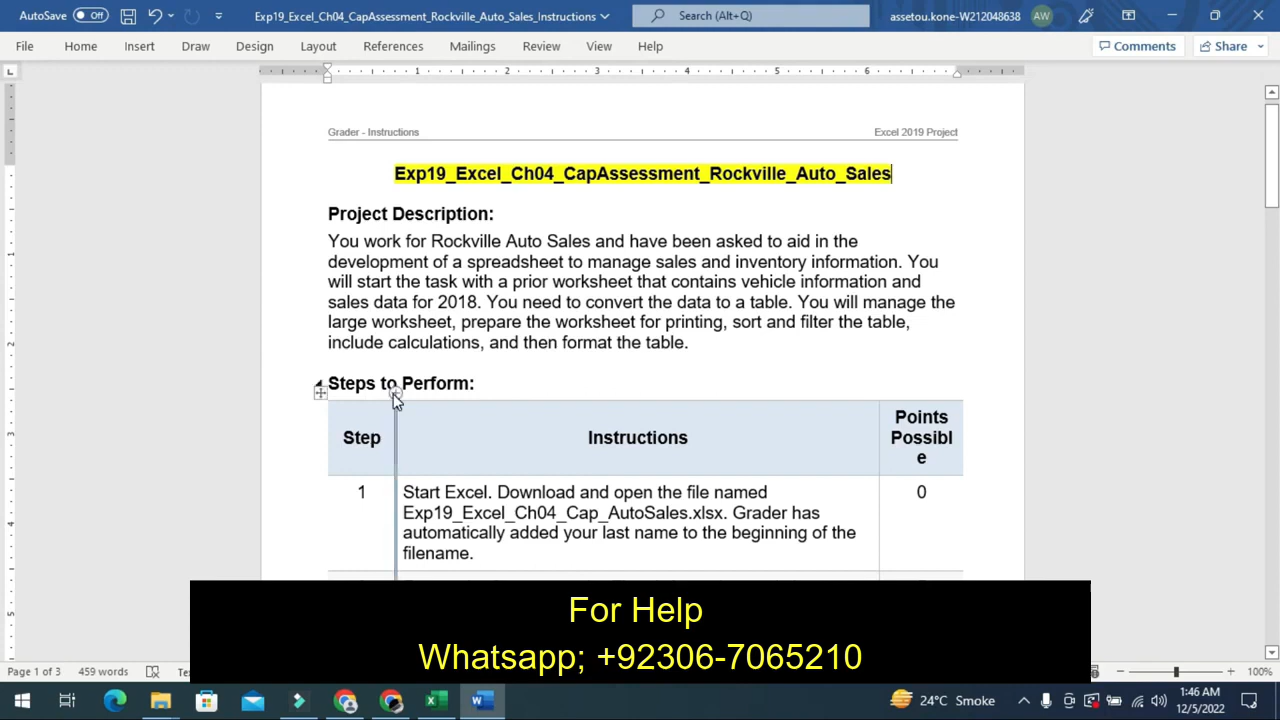 AutoSave Off Exp19_Excel_Ch04_CapAssessment_Rockville_Auto_Sales_Instructions Search (Alt+Q) assetou.kone-W212048638 AW
File Home Insert Draw Design Layout References Mailings Review View Help Comments Share
1 2 3 4 5 6
Grader - Instructions Excel 2019 Project
Exp19_Excel_Ch04_CapAssessment_Rockville_Auto_Sales
Project Description:
You work for Rockville Auto Sales and have been asked to aid in the
development of a spreadsheet to manage sales and inventory information. You
will start the task with a prior worksheet that contains vehicle information and
sales data for 2018. You need to convert the data to a table. You will manage the
large worksheet, prepare the worksheet for printing, sort and filter the table,
include calculations, and then format the table.
Steps to Perform:
Step Instructions Points
Possibl
e
1 Start Excel. Download and open the file named 0
Exp19_Excel_Ch04_Cap_AutoSales.xlsx. Grader has
automatically added your last name to the beginning of the
filename.
For Help
Whatsapp; +92306-7065210
Page 1 of 3 459 words 100%
24°C Smoke 1:46 AM
12/5/2022